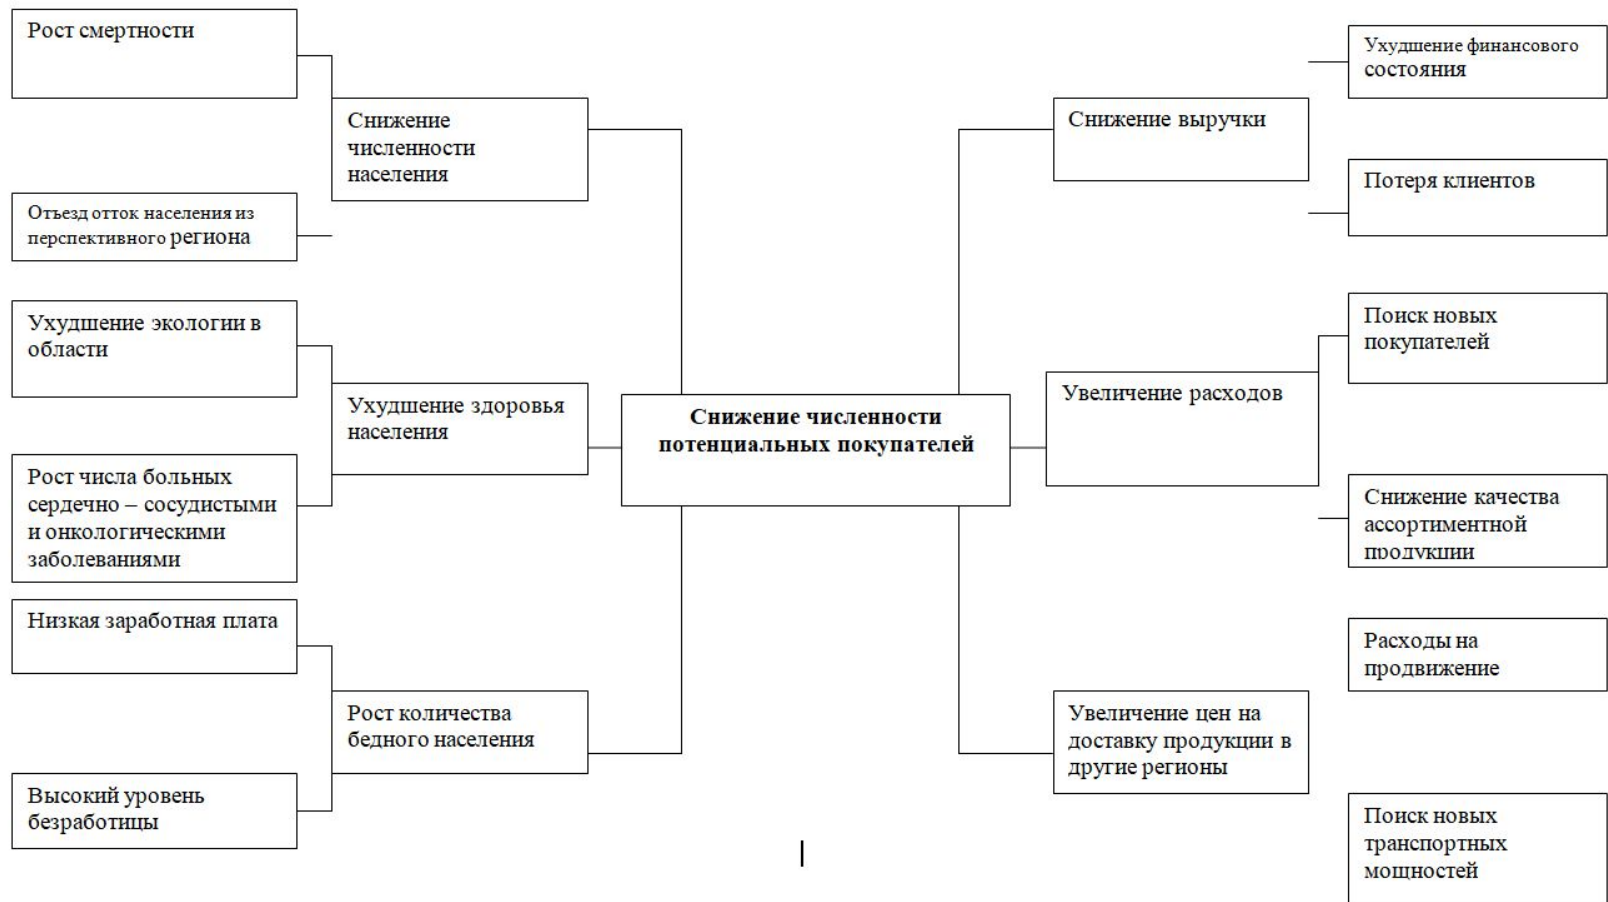 Рост смертности
Снижение
численности
населения
Отъезд отток населения из
перспективного региона
Ухудшение экологии в
области
Ухудшение здоровья
населения
Рост числа больных
сердечно – сосудистыми
и онкологическими
заболеваниями
Низкая заработная плата
Рост количества
бедного населения
Высокий уровень
безработицы
Снижение численности
потенциальных покупателей
Снижение выручки
Ухудшение финансового
состояния
Потеря клиентов
Увеличение расходов
Поиск новых
покупателей
Снижение качества
ассортиментной
продукции
Увеличение цен на
доставку продукции в
другие регионы
Расходы на
продвижение
Поиск новых
транспортных
мощностей